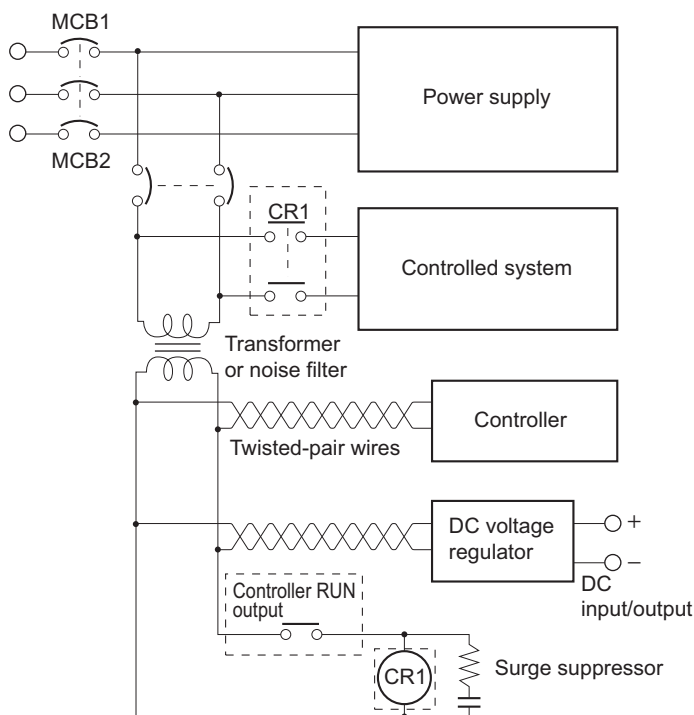 MCB1
Power supply
MCB2
CR1
Controlled system
Transformer
or noise filter
Controller
Twisted-pair wires
DC voltage
regulator
+
−
DC
input/output
Controller RUN
output
CR1
Surge suppressor